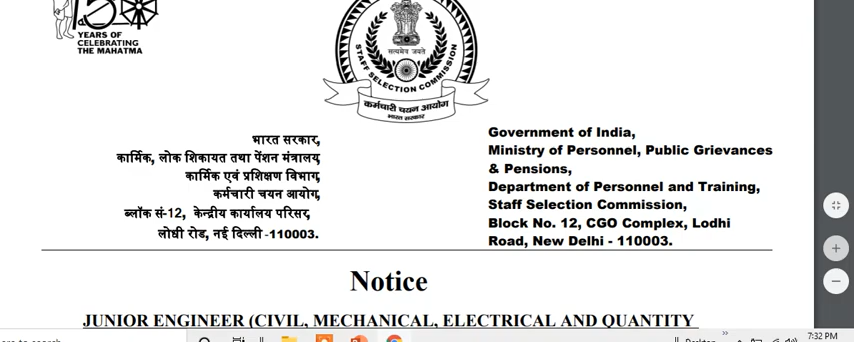 YEARS OF
CELEBRATING
THE MAHATMA
सत्यमेव जयते
STAFF SELECTION COMMISSION
कर्मचारी चयन आयोग
भारत सरकार
भारत सरकार,
कार्मिक, लोक शिकायत तथा पेंशन मंत्रालय,
कार्मिक एवं प्रशिक्षण विभाग,
कर्मचारी चयन आयोग,
ब्लॉक सं-12, केन्द्रीय कार्यालय परिसर,
लोधी रोड, नई दिल्ली -110003.
Government of India,
Ministry of Personnel, Public Grievances
& Pensions,
Department of Personnel and Training,
Staff Selection Commission,
Block No. 12, CGO Complex, Lodhi
Road, New Delhi - 110003.
Notice
JUNIOR ENGINEER (CIVIL, MECHANICAL, ELECTRICAL AND QUANTITY
to search
Desktop
7:32 PM